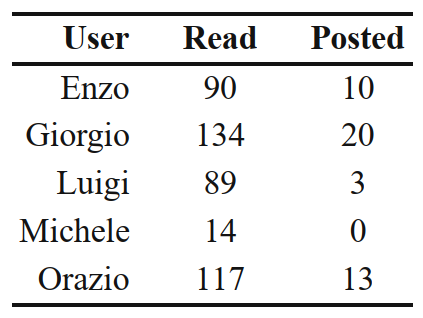 User Read Posted
Enzo 90 10
Giorgio 134 20
Luigi 89 3
Michele 14 0
Orazio 117 13